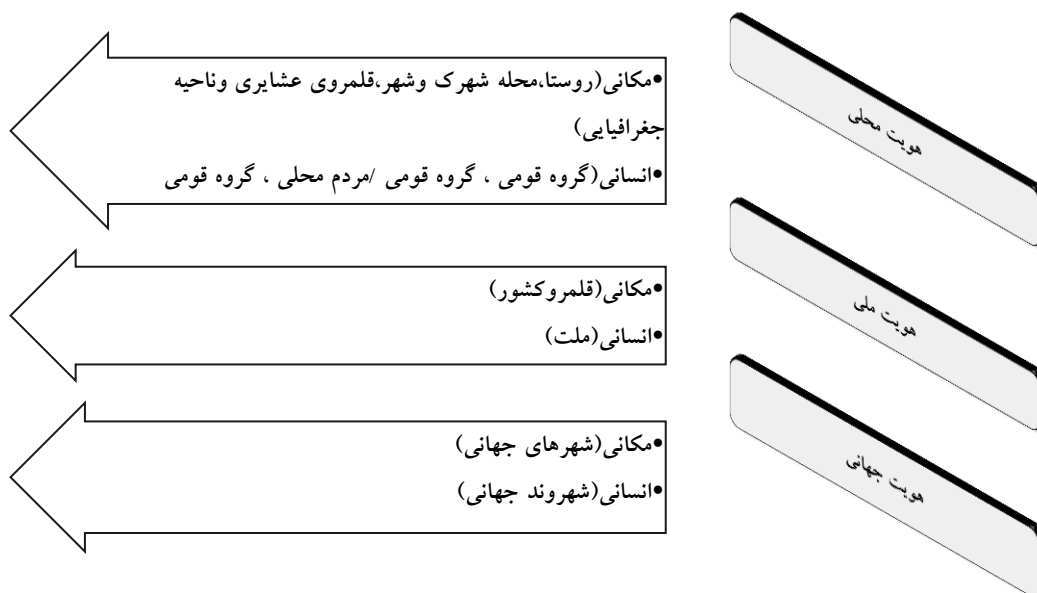 هویت محلی
•مکانی(روستا،محله شهرک وشهر،قلمروی عشایری وناحیه
جغرافیایی)
•انسانی(گروه قومی ، گروه قومی /مردم محلی ، گروه قومی
هویت ملی
•مکانی(قلمروکشور)
•انسانی(ملت)
هویت جهانی
•مکانی(شهرهای جهانی)
•انسانی(شهروند جهانی)